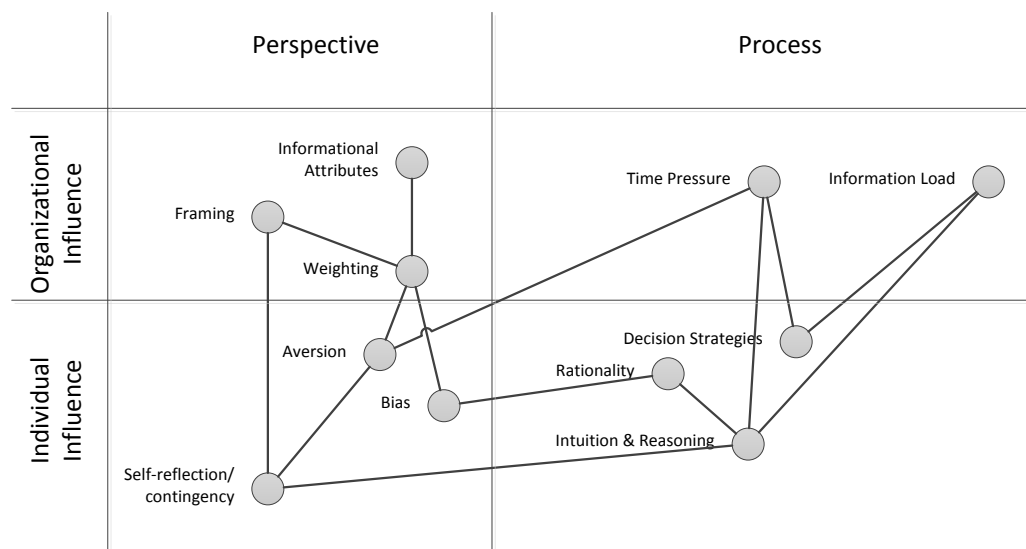 Perspective
Process
Organizational
Influence
Informational
Attributes
Time Pressure
Information Load
Framing
Weighting
Individual
Influence
Decision Strategies
Aversion
Rationality
Bias
Intuition & Reasoning
Self-reflection/
contingency